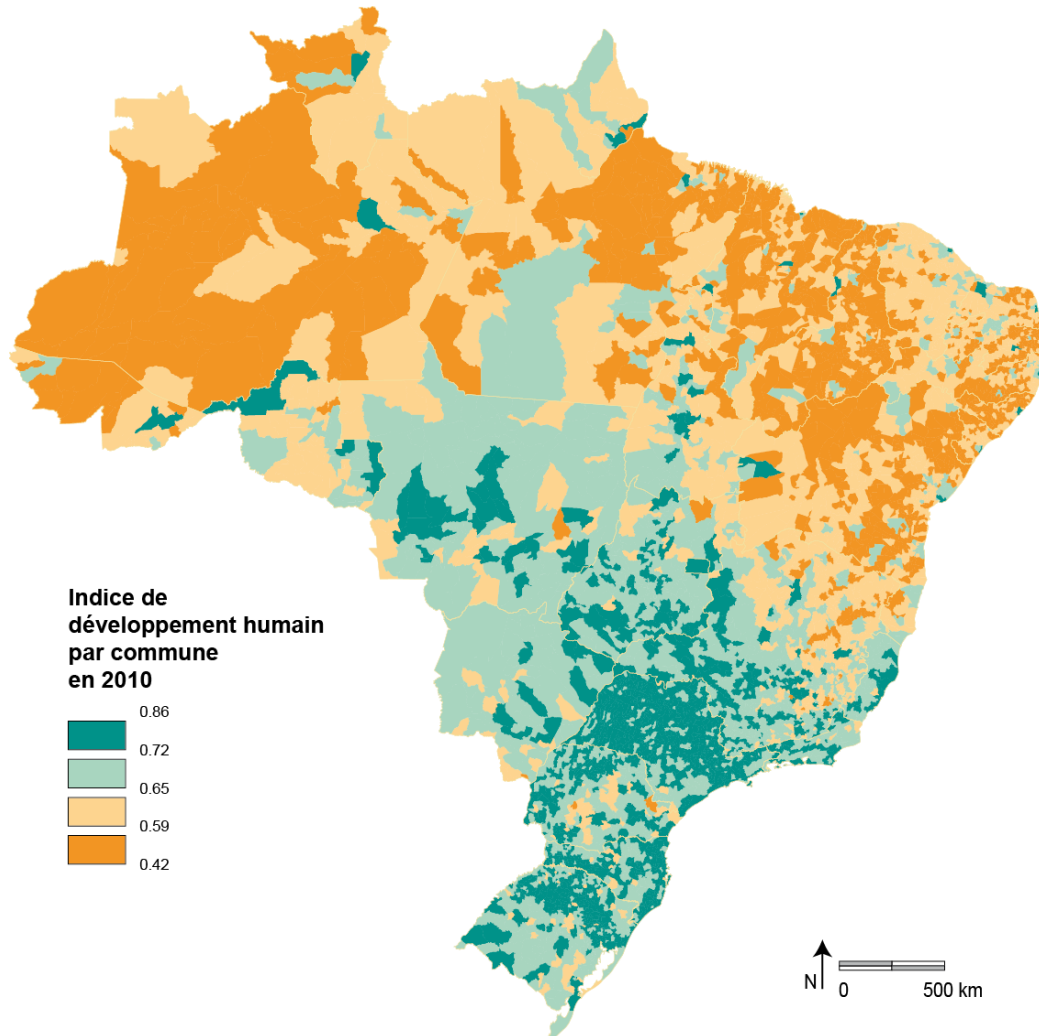 Indice de
développement humain
par commune
en 2010
0.86
0.72
0.65
0.59
0.42
N
0 500 km